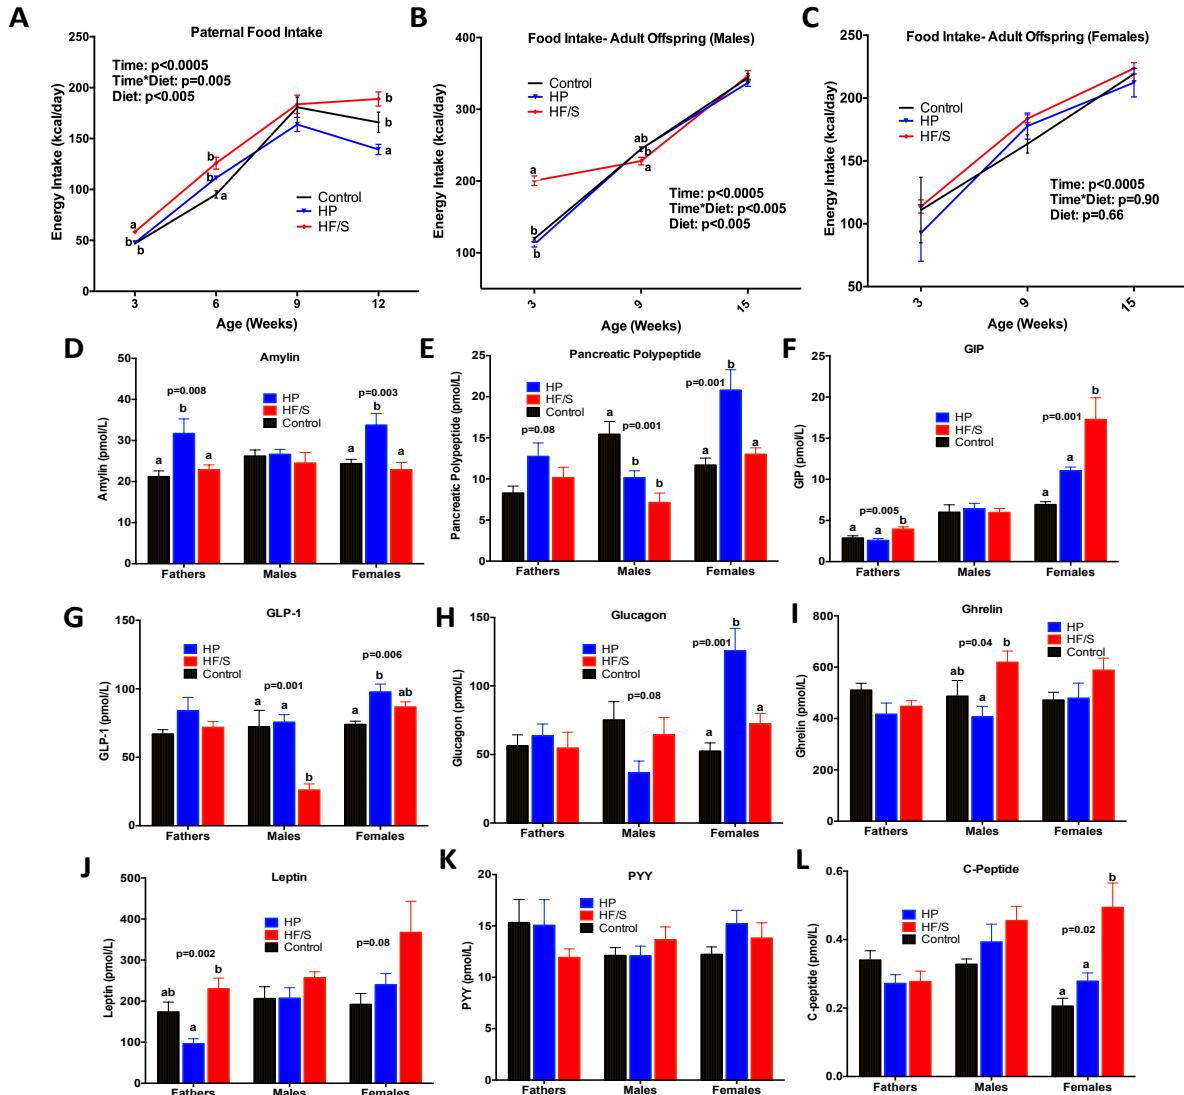 A
Paternal Food Intake
Time: p<0.0005
Time*Diet: p=0.005
Diet: p<0.005
Energy Intake (kcal/day)
250
200
150
100
50
0
b
b
a
b
b
a
a
b
b
Control
HP
HF/S
3 6 9 12
Age (Weeks)
B
Food Intake- Adult Offspring (Males)
Energy Intake (kcal/day)
400
300
200
100
Control
HP
HF/S
a
ab
b
a
b
b
Time: p<0.0005
Time*Diet: p<0.005
Diet: p<0.005
3 9 15
Age (Weeks)
C
Food Intake- Adult Offspring (Females)
Energy Intake (kcal/day)
250
200
150
100
50
Control
HP
HF/S
Time: p<0.0005
Time*Diet: p=0.90
Diet: p=0.66
3 9 15
Age (Weeks)
D
Amylin
Amylin (pmol/L)
50
40
30
20
10
0
p=0.008
p=0.003
HP
HF/S
Control
a b a
a b a
Fathers Males Females
E
Pancreatic Polypeptide
Pancreatic Polypeptide (pmol/L)
25
20
15
10
5
0
HP
HF/S
Control
p=0.08
p=0.001
p=0.001
a b b
a b a
Fathers Males Females
F
GIP
GIP (pmol/L)
25
20
15
10
5
0
HP
HF/S
Control
p=0.005
p=0.001
a a b
a a b
Fathers Males Females
G
GLP-1
GLP-1 (pmol/L)
150
100
50
0
HP
HF/S
Control
p=0.001
p=0.006
a a b
a b ab
Fathers Males Females
H
Glucagon
Glucagon (pmol/L)
150
100
50
0
HP
HF/S
Control
p=0.08
p=0.001
a b a
Fathers Males Females
I
Ghrelin
Ghrelin (pmol/L)
800
600
400
200
0
HP
HF/S
Control
p=0.04
ab a b
Fathers Males Females
J
Leptin
Leptin (pmol/L)
500
400
300
200
100
0
HP
HF/S
Control
p=0.002
p=0.08
ab a b
Fathers Males Females
K
PYY
PYY (pmol/L)
20
15
10
5
0
HP
HF/S
Control
Fathers Males Females
L
C-Peptide
C-peptide (pmol/L)
0.6
0.4
0.2
0.0
HP
HF/S
Control
p=0.02
a a b
Fathers Males Females